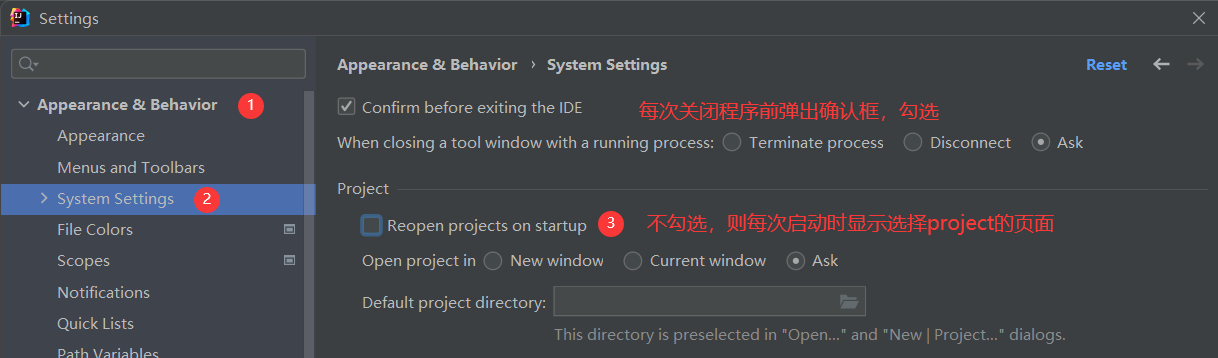 Settings
Appearance & Behavior 1
Appearance
Menus and Toolbars
System Settings 2
File Colors
Scopes
Notifications
Quick Lists
Path Variables
Appearance & Behavior › System Settings
Reset
Confirm before exiting the IDE 每次关闭程序前弹出确认框，勾选
When closing a tool window with a running process: Terminate process Disconnect Ask
Project
Reopen projects on startup 3 不勾选，则每次启动时显示选择project的页面
Open project in New window Current window Ask
Default project directory:
This directory is preselected in "Open..." and "New | Project..." dialogs.